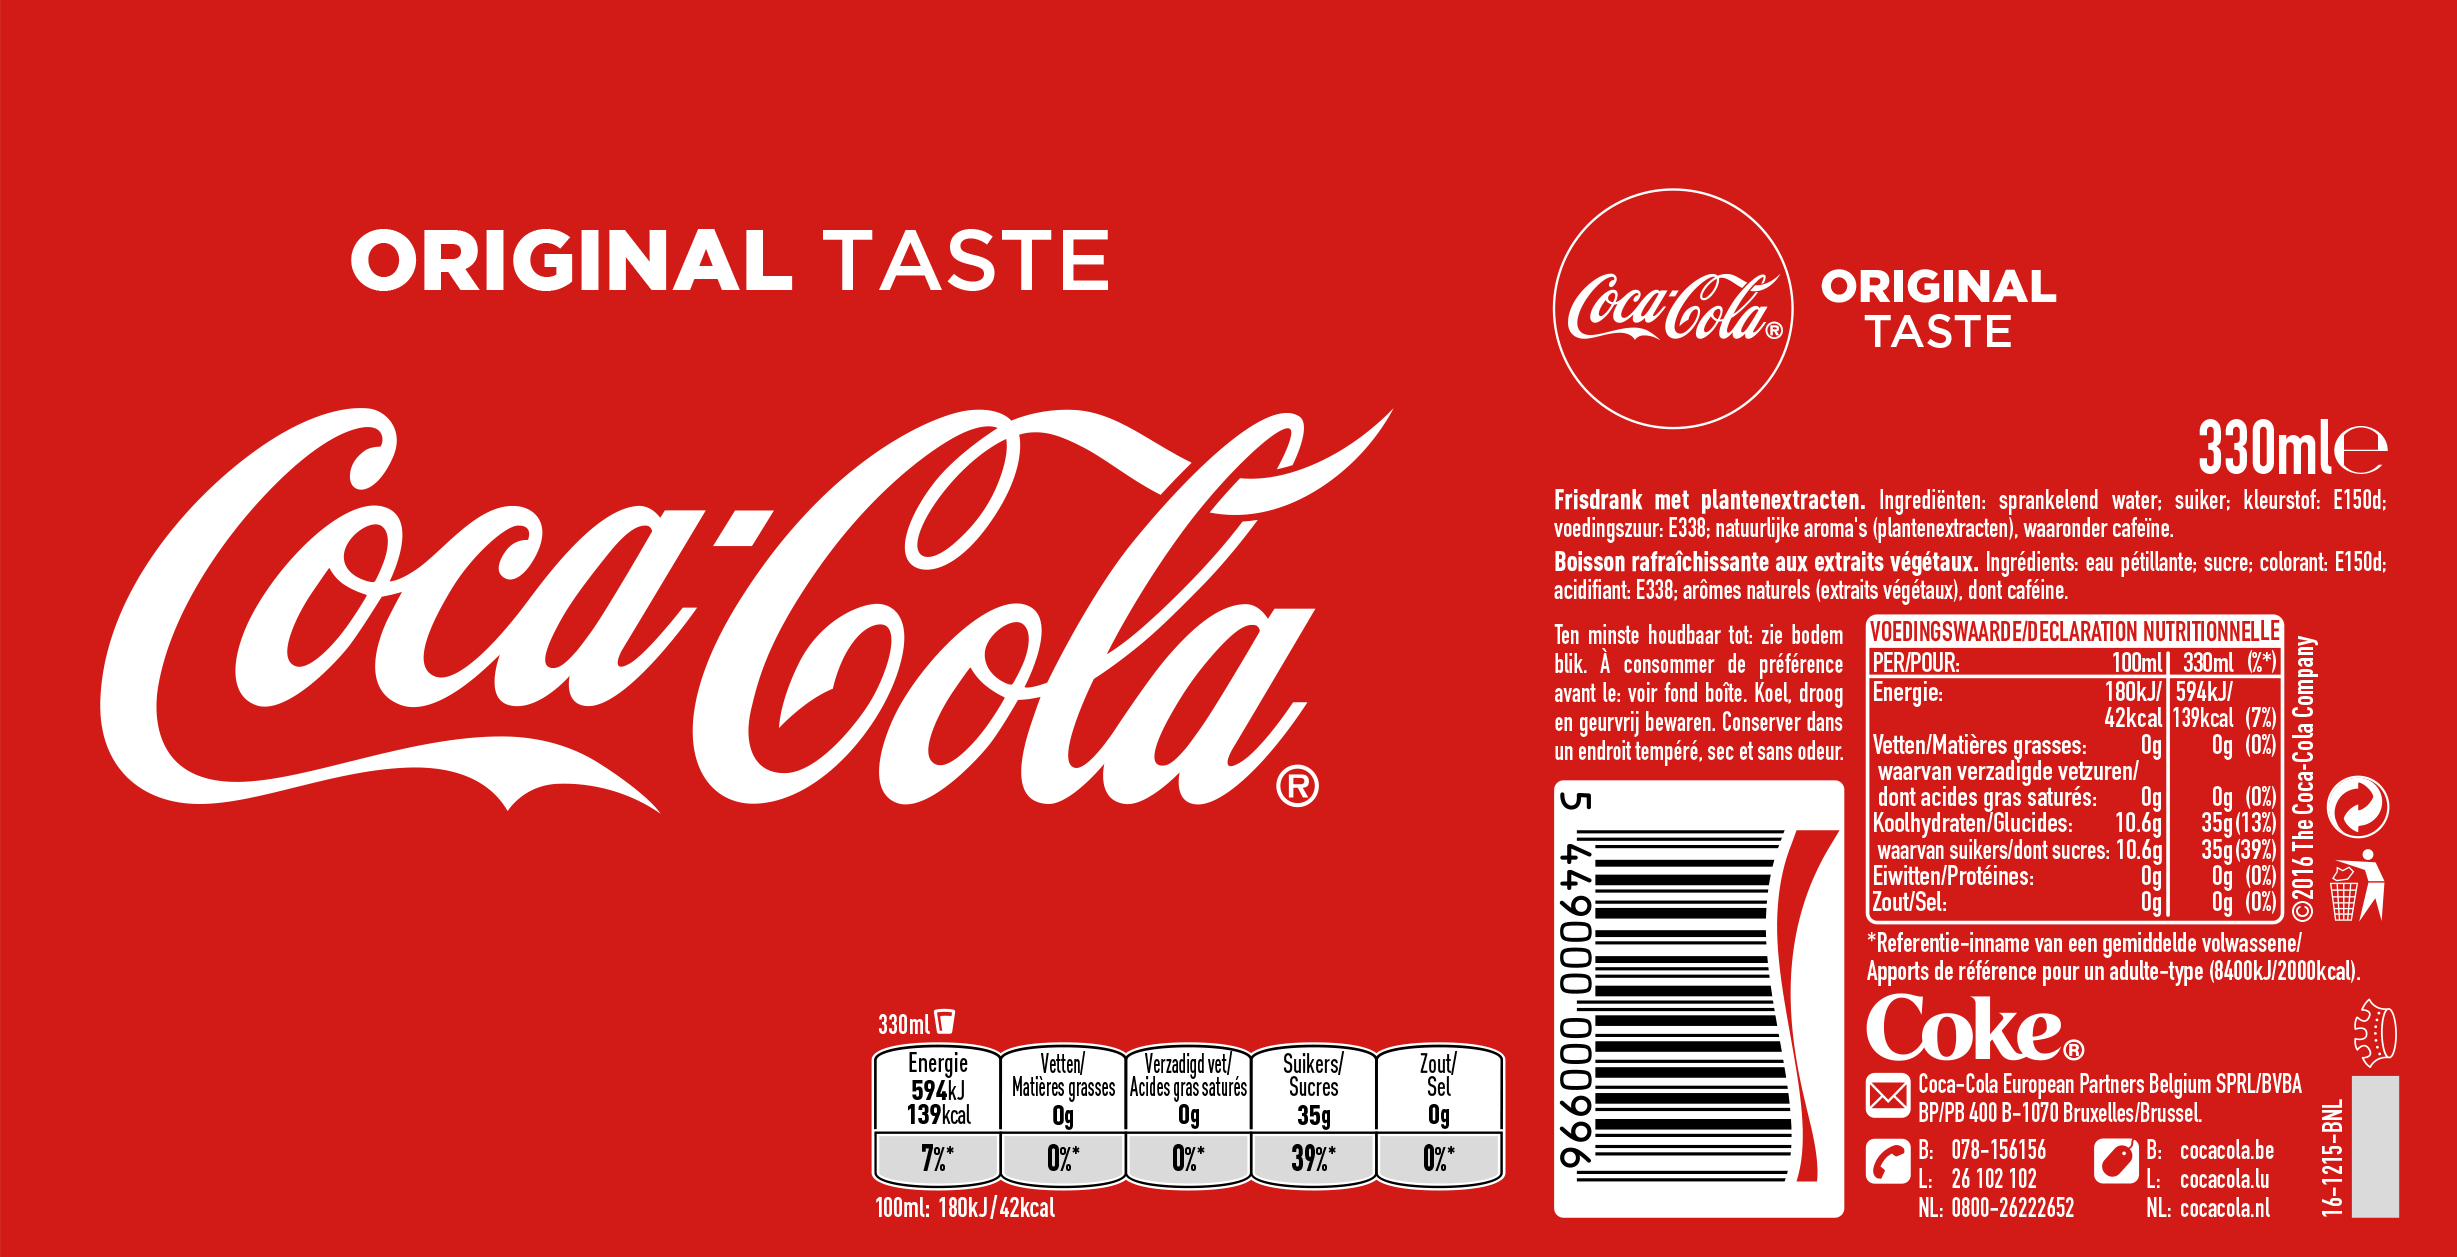 ORIGINAL TASTE
Coca-Cola®
330ml
Energie
594kJ
139kcal
7%*
Vetten/
Matières grasses
0g
0%*
Verzadigd vet/
Acides gras saturés
0g
0%*
Suikers/
Sucres
35g
39%*
Zout/
Sel
0g
0%*
100ml: 180kJ/42kcal
Coca-Cola®
ORIGINAL
TASTE
330ml℮
Frisdrank met plantenextracten. Ingrediënten: sprankelend water; suiker; kleurstof: E150d;
voedingszuur: E338; natuurlijke aroma's (plantenextracten), waaronder cafeïne.
Boisson rafraîchissante aux extraits végétaux. Ingrédients: eau pétillante; sucre; colorant: E150d;
acidifiant: E338; arômes naturels (extraits végétaux), dont caféine.
Ten minste houdbaar tot: zie bodem
blik. À consommer de préférence
avant le: voir fond boîte. Koel, droog
en geurvrij bewaren. Conserver dans
un endroit tempéré, sec et sans odeur.
5 449000 000996
VOEDINGSWAARDE/DECLARATION NUTRITIONNELLE
PER/POUR: 100ml 330ml (%*)
Energie: 180kJ/ 594kJ/
42kcal 139kcal (7%)
Vetten/Matières grasses: 0g 0g (0%)
waarvan verzadigde vetzuren/
dont acides gras saturés: 0g 0g (0%)
Koolhydraten/Glucides: 10.6g 35g (13%)
waarvan suikers/dont sucres: 10.6g 35g (39%)
Eiwitten/Protéines: 0g 0g (0%)
Zout/Sel: 0g 0g (0%)
©2016 The Coca-Cola Company
*Referentie-inname van een gemiddelde volwassene/
Apports de référence pour un adulte-type (8400kJ/2000kcal).
Coke®
Coca-Cola European Partners Belgium SPRL/BVBA
BP/PB 400 B-1070 Bruxelles/Brussel.
B: 078-156156
L: 26 102 102
NL: 0800-26222652
B: cocacola.be
L: cocacola.lu
NL: cocacola.nl
16-1215-BNL